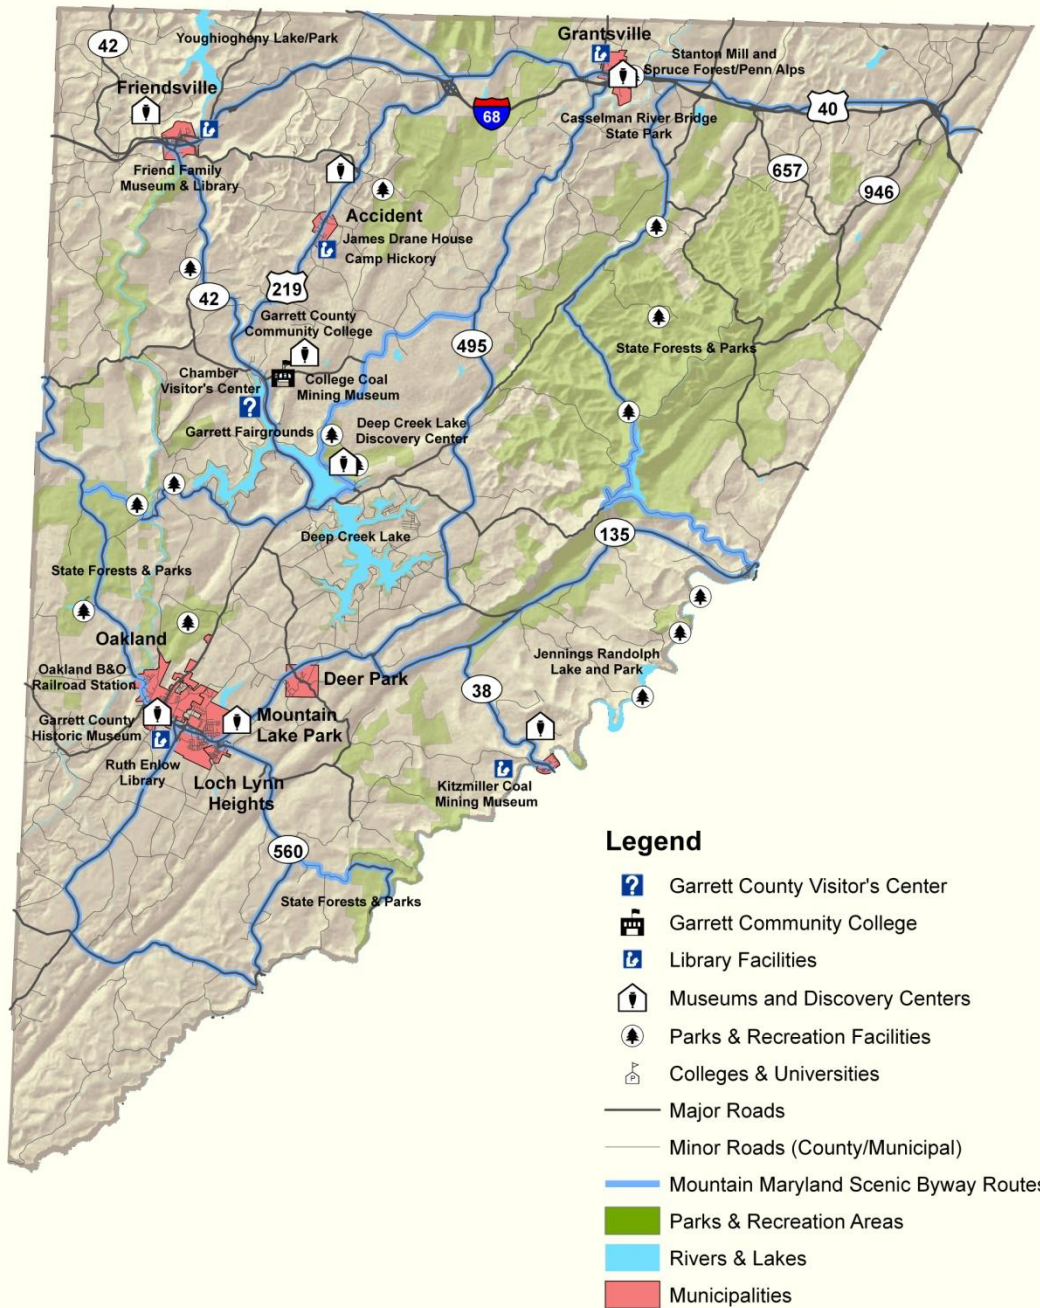 Youghiogheny Lake/Park
42
Friendsville
Friend Family
Museum & Library
Grantsville
Stanton Mill and
Spruce Forest/Penn Alps
68
40
Casselman River Bridge
State Park
657
946
Accident
James Drane House
Camp Hickory
219
42
Garrett County
Community College
495
State Forests & Parks
Chamber
Visitor's Center
College Coal
Mining Museum
Garrett Fairgrounds
Deep Creek Lake
Discovery Center
Deep Creek Lake
135
State Forests & Parks
Oakland
Oakland B&O
Railroad Station
Garrett County
Historic Museum
Ruth Enlow
Library
Deer Park
Mountain
Lake Park
Loch Lynn
Heights
Jennings Randolph
Lake and Park
38
Kitzmiller Coal
Mining Museum
560
State Forests & Parks
Legend
? Garrett County Visitor's Center
Garrett Community College
Library Facilities
Museums and Discovery Centers
Parks & Recreation Facilities
P Colleges & Universities
Major Roads
Minor Roads (County/Municipal)
Mountain Maryland Scenic Byway Routes
Parks & Recreation Areas
Rivers & Lakes
Municipalities